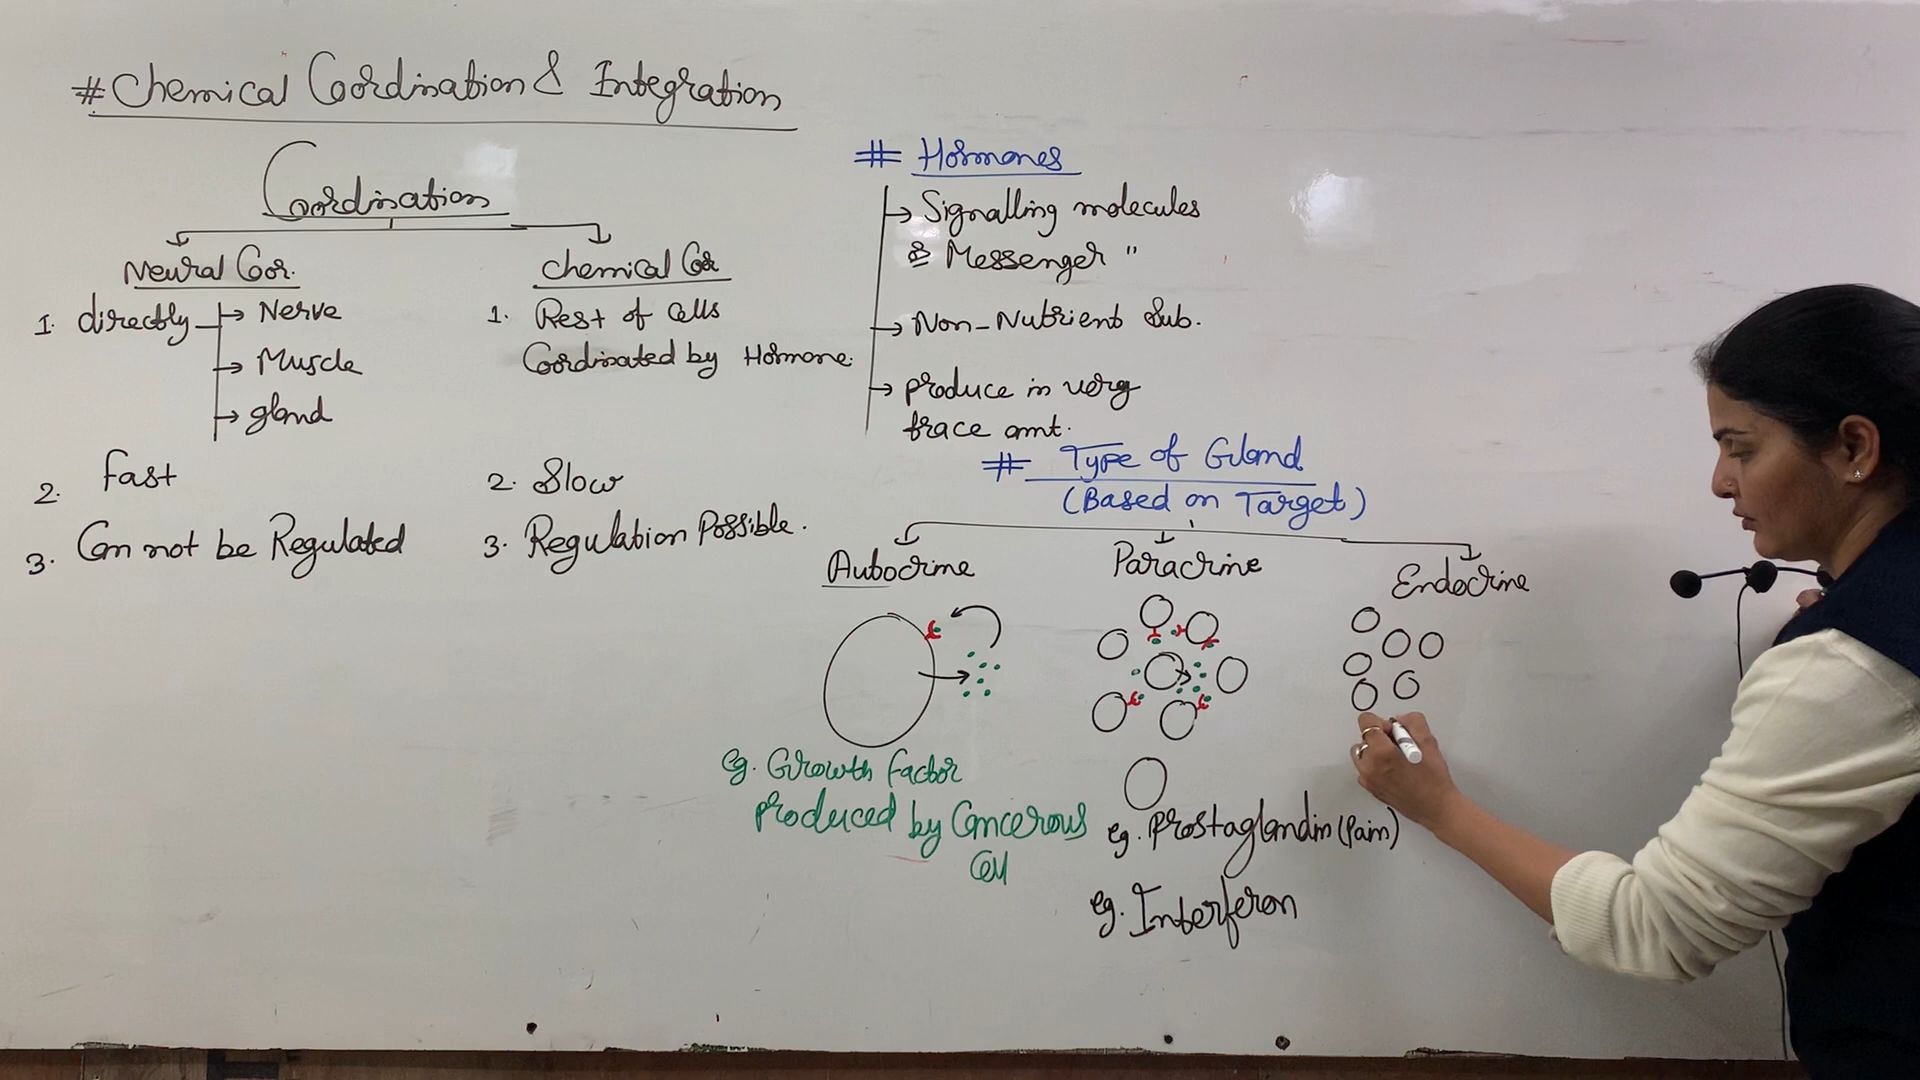 # Chemical Coordination & Integration
Coordination
Neural Cor.
1. directly → Nerve
→ Muscle
→ gland
2. fast
3. Can not be Regulated
Chemical Cor
1. Rest of Cells
Coordinated by Hormone.
2. Slow
3. Regulation Possible.
# Hormones
→ Signalling molecules
& Messenger "
→ Non-Nutrient Sub.
→ produce in very
trace amt.
# Type of Gland
(Based on Target)
Autocrine
Paracrine
Endocrine
eg. Growth factor
produced by Cancerous
Cell
eg. Prostaglandin (Pain)
eg. Interferon